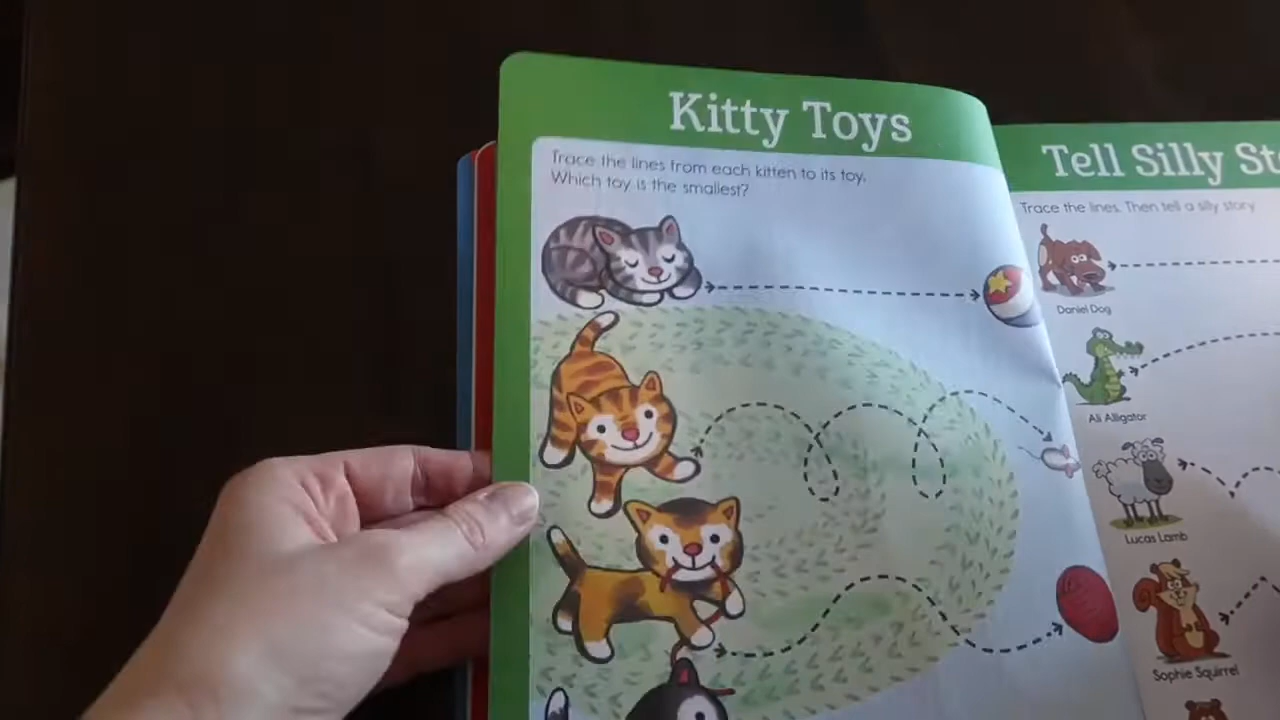 Kitty Toys
Trace the lines from each kitten to its toy.
Which toy is the smallest?
Tell Silly
Trace the lines. Then tell a silly story
Daniel Dog
Ali Alligator
Lucas Lamb
Sophie Squirrel